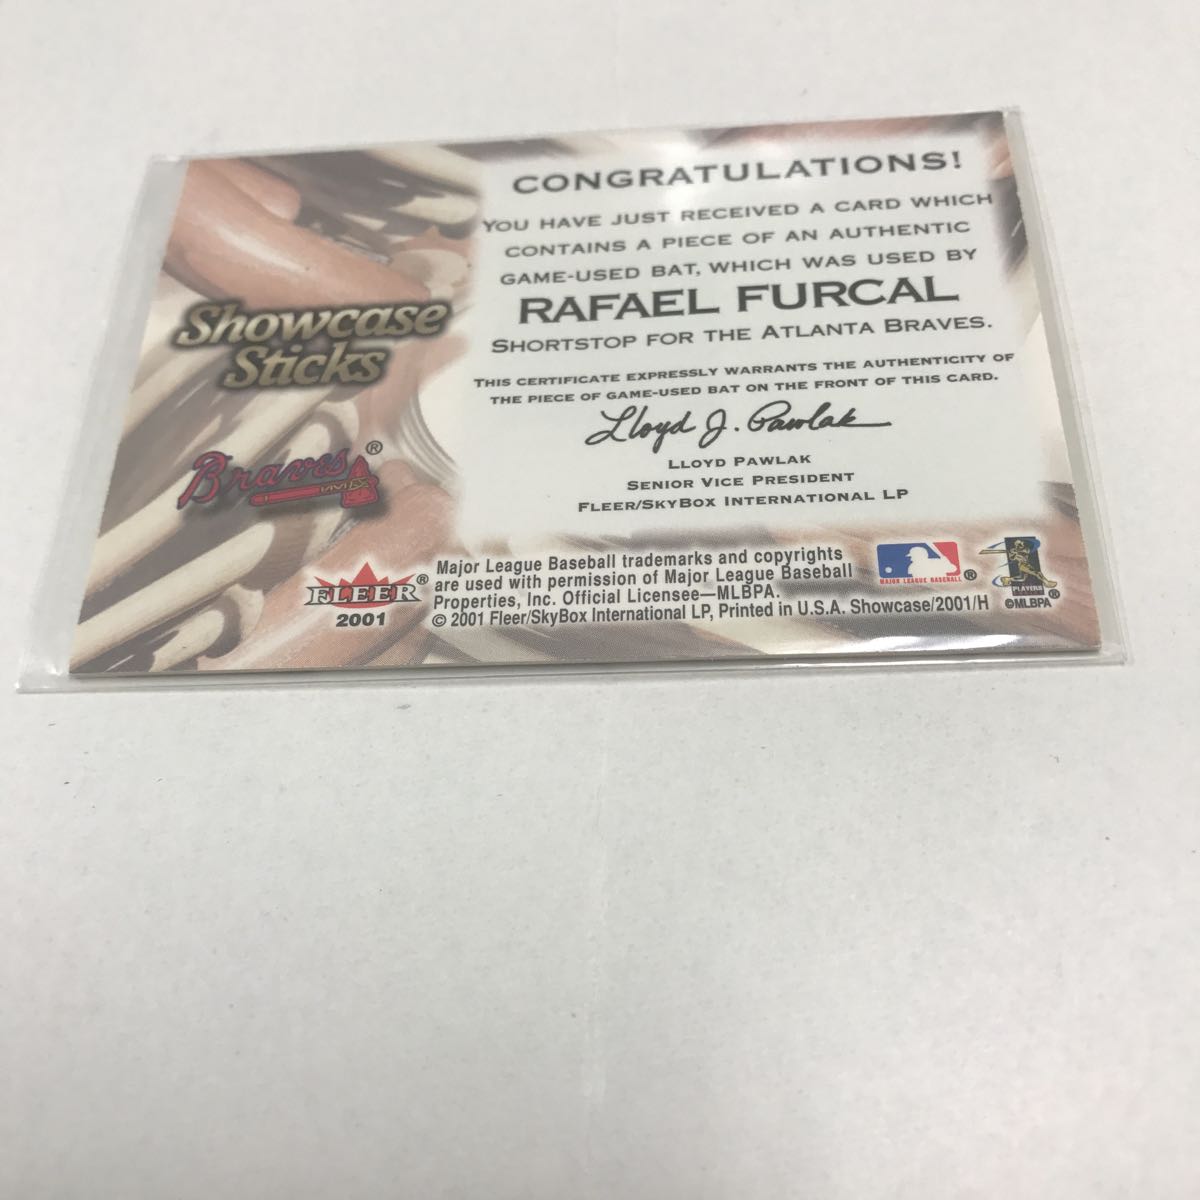 CONGRATULATIONS!
YOU HAVE JUST RECEIVED A CARD WHICH
CONTAINS A PIECE OF AN AUTHENTIC
GAME-USED BAT, WHICH WAS USED BY
RAFAEL FURCAL
SHORTSTOP FOR THE ATLANTA BRAVES.
THIS CERTIFICATE EXPRESSLY WARRANTS THE AUTHENTICITY OF
THE PIECE OF GAME-USED BAT ON THE FRONT OF THIS CARD.
Lloyd J. Pawlak
LLOYD PAWLAK
SENIOR VICE PRESIDENT
FLEER/SKYBOX INTERNATIONAL LP
Showcase
Sticks
Braves®
FLEER®
2001
Major League Baseball trademarks and copyrights
are used with permission of Major League Baseball
Properties, Inc. Official Licensee—MLBPA.
© 2001 Fleer/SkyBox International LP, Printed in U.S.A. Showcase/2001/H
MAJOR LEAGUE BASEBALL®
PLAYERS®
©MLBPA